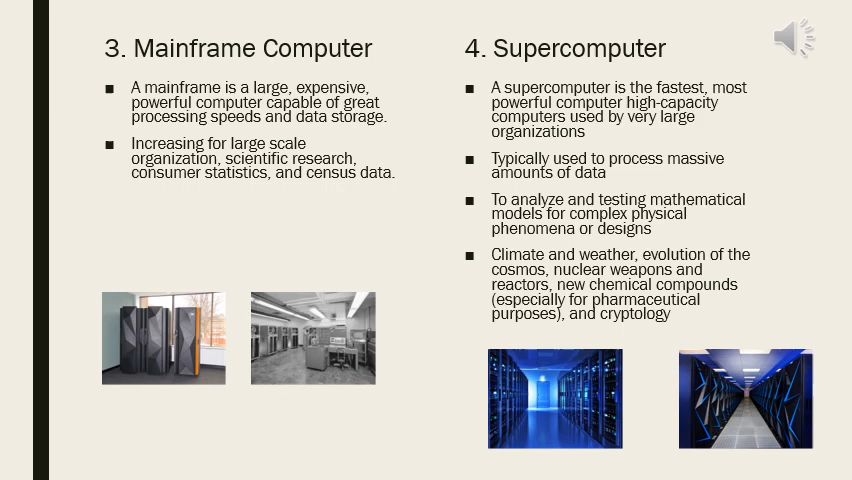 3. Mainframe Computer
■ A mainframe is a large, expensive,
powerful computer capable of great
processing speeds and data storage.
■ Increasing for large scale
organization, scientific research,
consumer statistics, and census data.
4. Supercomputer
■ A supercomputer is the fastest, most
powerful computer high-capacity
computers used by very large
organizations
■ Typically used to process massive
amounts of data
■ To analyze and testing mathematical
models for complex physical
phenomena or designs
■ Climate and weather, evolution of the
cosmos, nuclear weapons and
reactors, new chemical compounds
(especially for pharmaceutical
purposes), and cryptology